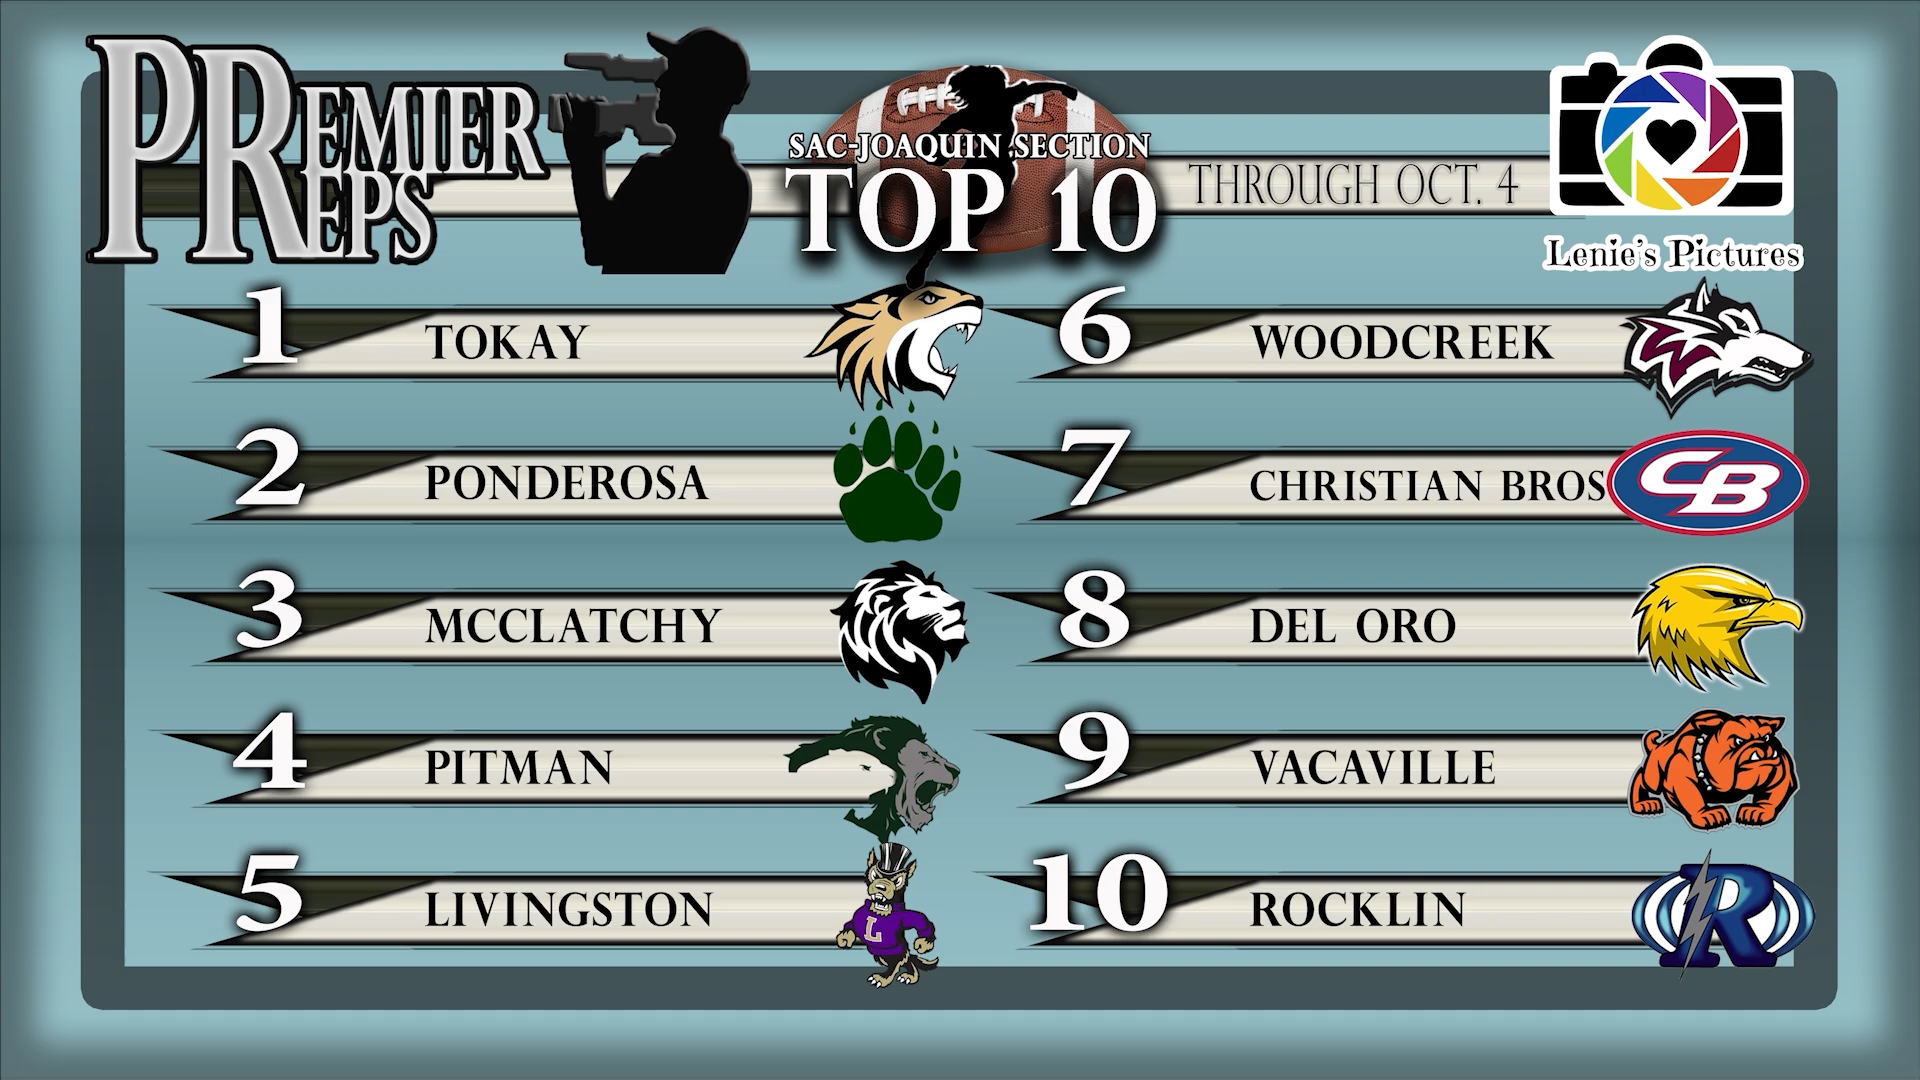 PREMIER
PREPS
SAC-JOAQUIN SECTION
TOP 10
THROUGH OCT. 4
Lenie's Pictures
1 TOKAY
2 PONDEROSA
3 MCCLATCHY
4 PITMAN
5 LIVINGSTON
L
6 WOODCREEK
W
7 CHRISTIAN BROS
CB
8 DEL ORO
9 VACAVILLE
10 ROCKLIN
R